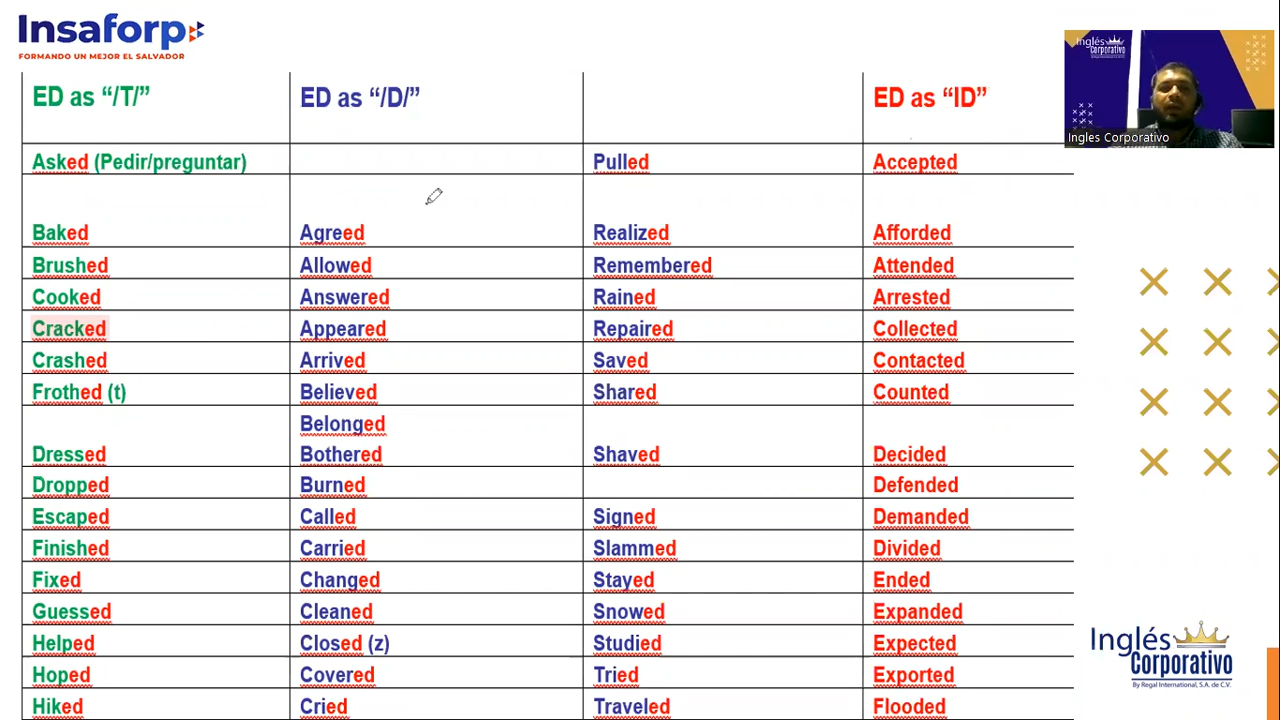 Insaforp
FORMANDO UN MEJOR EL SALVADOR
Inglés
Corporativo
Ingles Corporativo
ED as “/T/” ED as “/D/” ED as “ID”
Asked (Pedir/preguntar) Pulled Accepted
Baked Agreed Realized Afforded
Brushed Allowed Remembered Attended
Cooked Answered Rained Arrested
Cracked Appeared Repaired Collected
Crashed Arrived Saved Contacted
Frothed (t) Believed Shared Counted
Belonged
Dressed Bothered Shaved Decided
Dropped Burned Defended
Escaped Called Signed Demanded
Finished Carried Slammed Divided
Fixed Changed Stayed Ended
Guessed Cleaned Snowed Expanded
Helped Closed (z) Studied Expected
Hoped Covered Tried Exported
Hiked Cried Traveled Flooded
Inglés
Corporativo
By Regal International, S.A. de C.V.